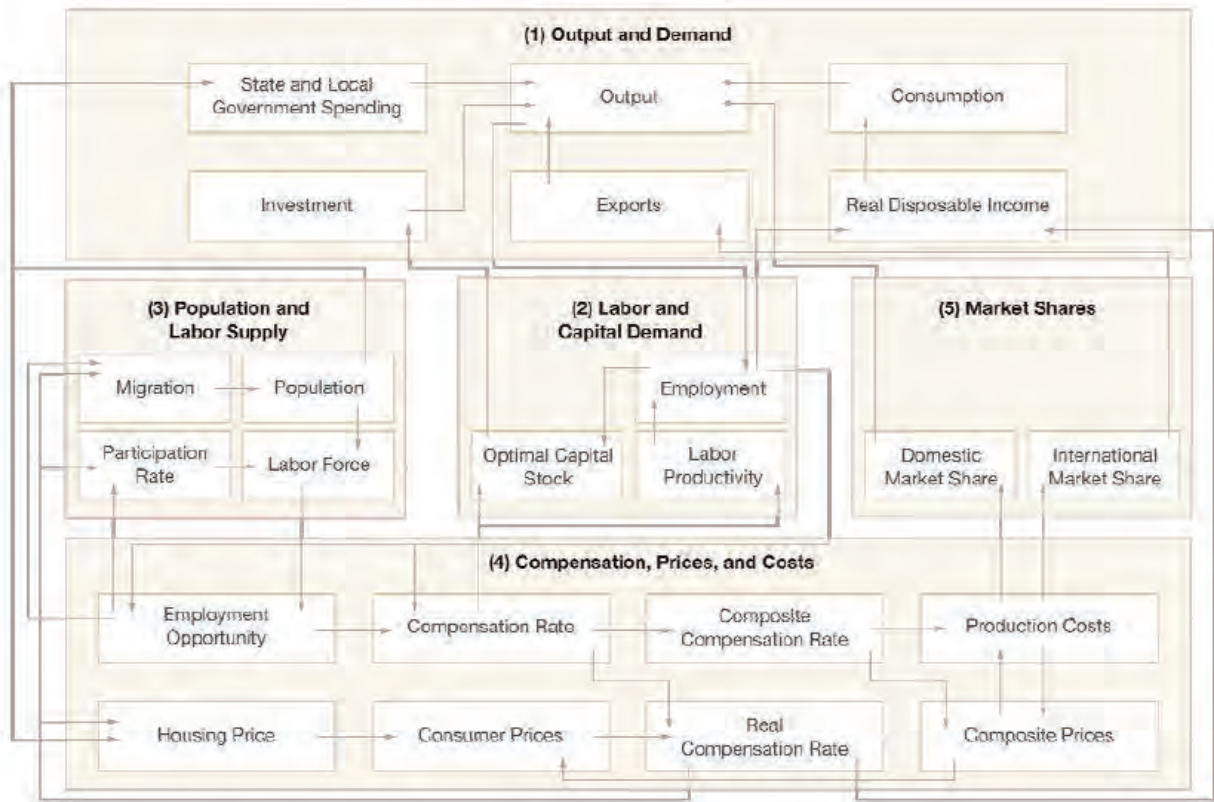 (1) Output and Demand
State and Local
Government Spending
Output
Consumption
Investment
Exports
Real Disposable Income
(3) Population and
Labor Supply
Migration
Population
Participation
Rate
Labor Force
(2) Labor and
Capital Demand
Employment
Optimal Capital
Stock
Labor
Productivity
(5) Market Shares
Domestic
Market Share
International
Market Share
(4) Compensation, Prices, and Costs
Employment
Opportunity
Compensation Rate
Composite
Compensation Rate
Production Costs
Housing Price
Consumer Prices
Real
Compensation Rate
Composite Prices